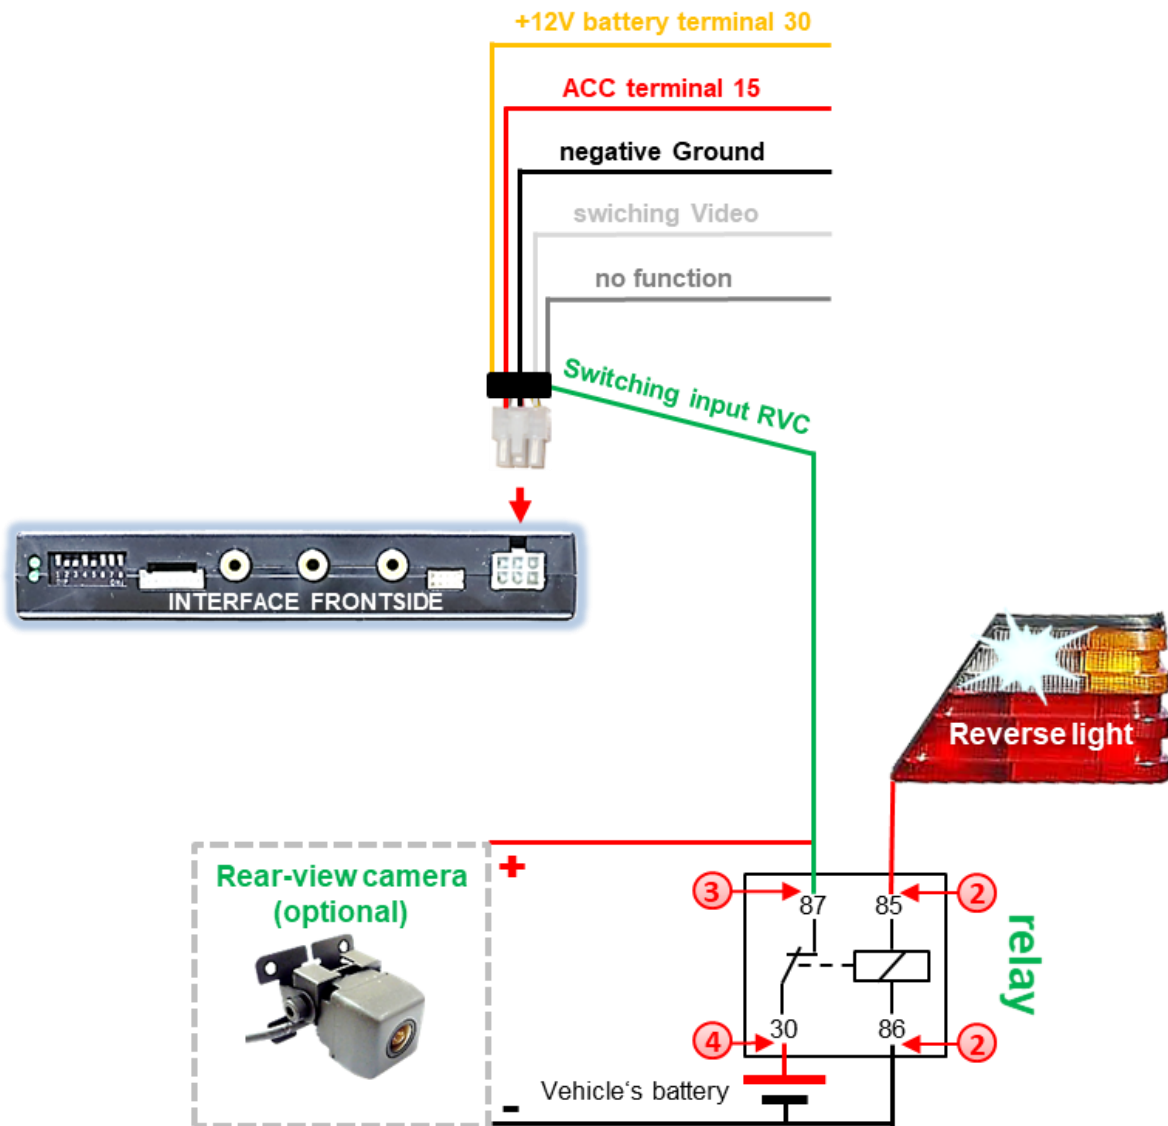 +12V battery terminal 30
ACC terminal 15
negative Ground
swiching Video
no function
Switching input RVC
INTERFACE FRONTSIDE
Reverse light
Rear-view camera
(optional)
+
3
87
85
2
relay
4
30
86
2
Vehicle‘s battery
-